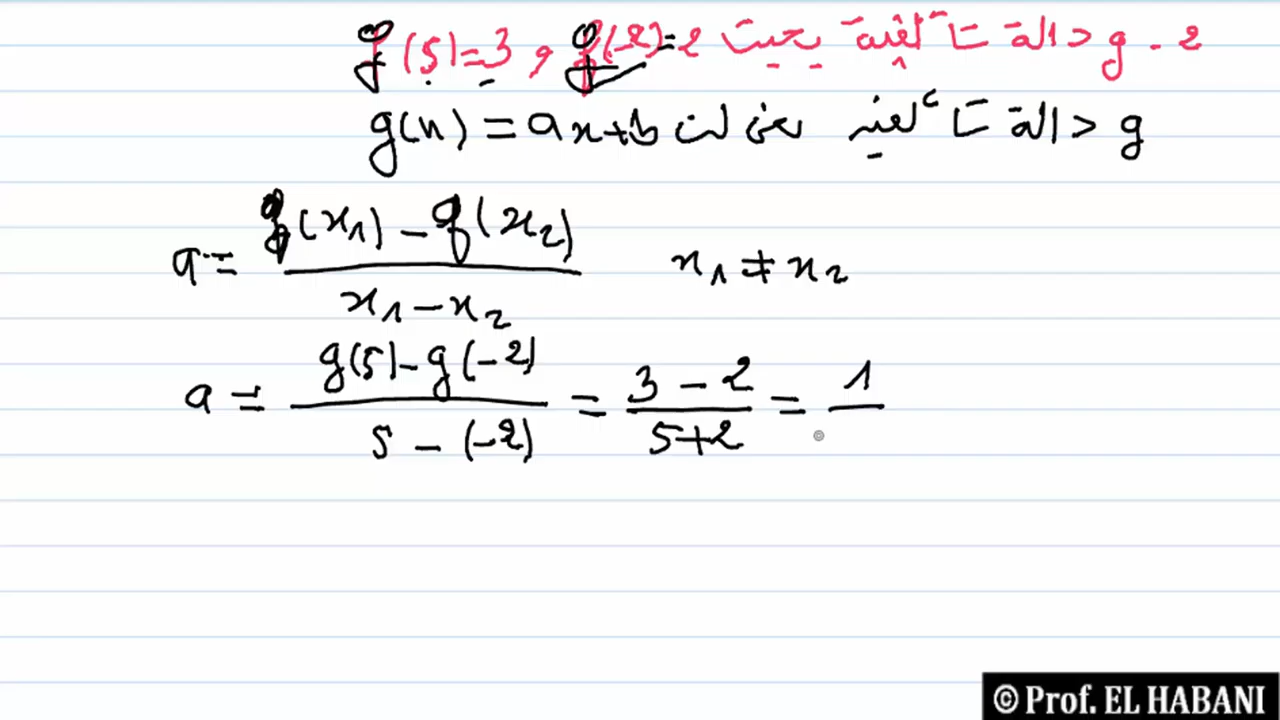 2 - g دالة تآلفية بحيث g(-2)=2 و g(5)=3
g دالة تآلفية يعني g(x) = ax+b
a = g(x1) - g(x2) / x1 - x2    x1 ≠ x2
a = g(5) - g(-2) / 5 - (-2) = 3 - 2 / 5+2 = 1 /
© Prof. EL HABANI